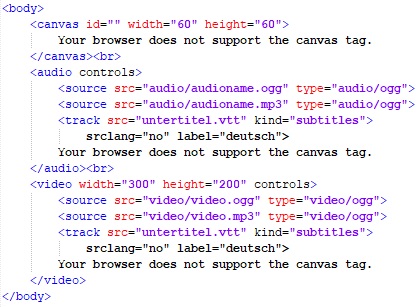 <body>
<canvas id="" width="60" height="60">
Your browser does not support the canvas tag.
</canvas><br>
<audio controls>
<source src="audio/audioname.ogg" type="audio/ogg">
<source src="audio/audioname.mp3" type="audio/ogg">
<track src="untertitel.vtt" kind="subtitles">
srclang="no" label="deutsch">
Your browser does not support the canvas tag.
</audio><br>
<video width="300" height="200" controls>
<source src="video/video.ogg" type="video/ogg">
<source src="video/video.mp3" type="video/ogg">
<track src="untertitel.vtt" kind="subtitles">
srclang="no" label="deutsch">
Your browser does not support the canvas tag.
</video>
</body>